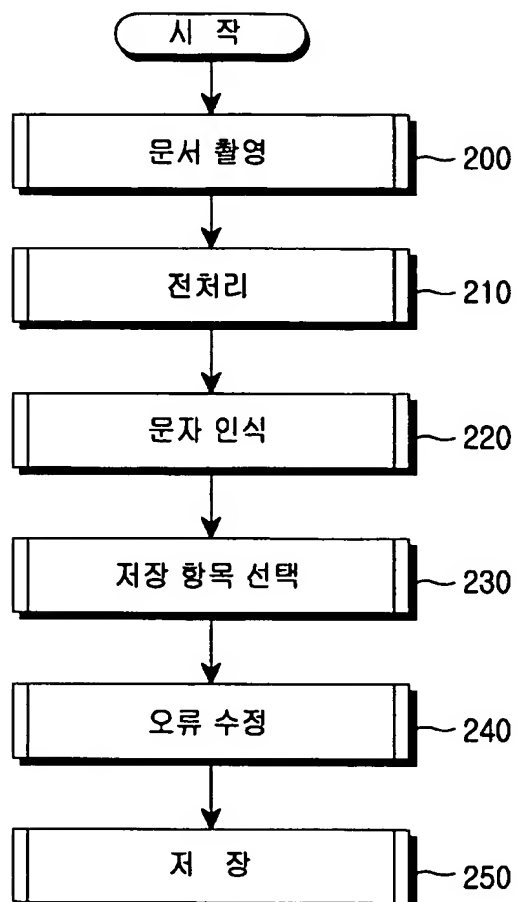 시 작
문서 촬영
200
전처리
210
문자 인식
220
저장 항목 선택
230
오류 수정
240
저 장
250